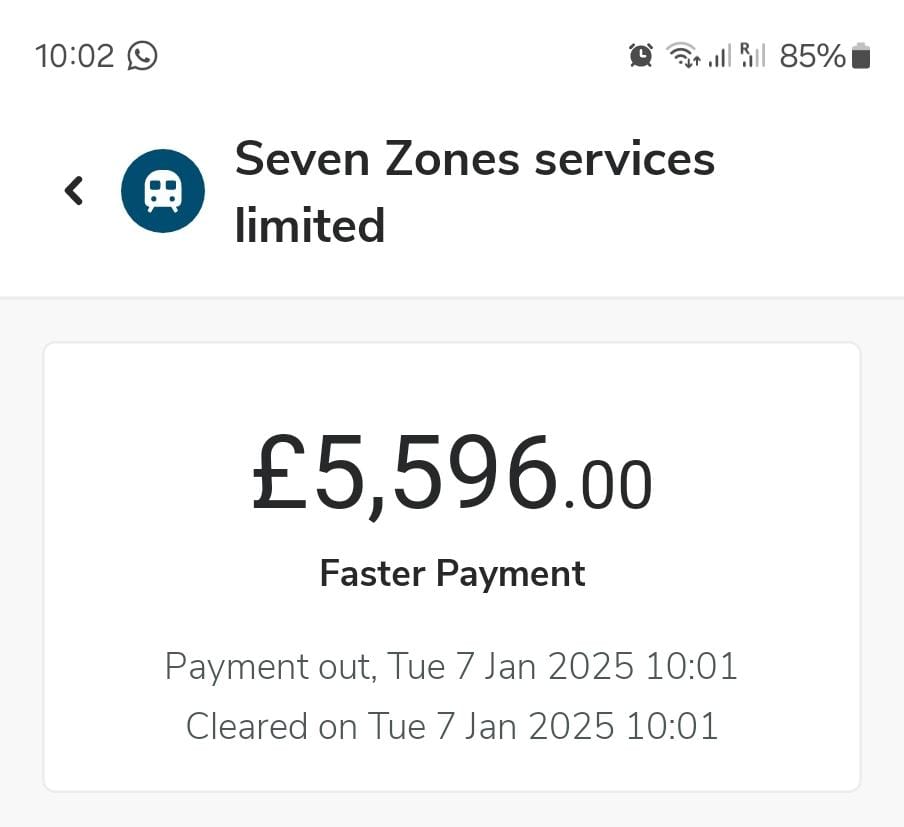 10:02
R 85%
Seven Zones services
limited
£5,596.00
Faster Payment
Payment out, Tue 7 Jan 2025 10:01
Cleared on Tue 7 Jan 2025 10:01